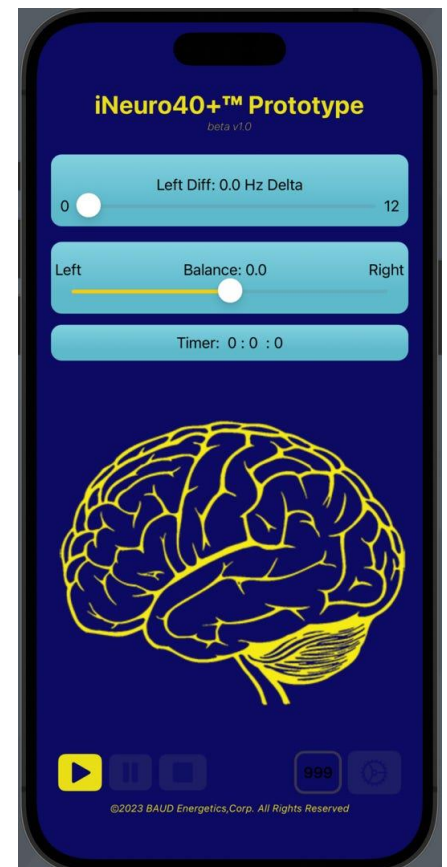 iNeuro40+™ Prototype
beta v1.0
Left Diff: 0.0 Hz Delta
0 12
Left Balance: 0.0 Right
Timer: 0 : 0 : 0
999
©2023 BAUD Energetics,Corp. All Rights Reserved